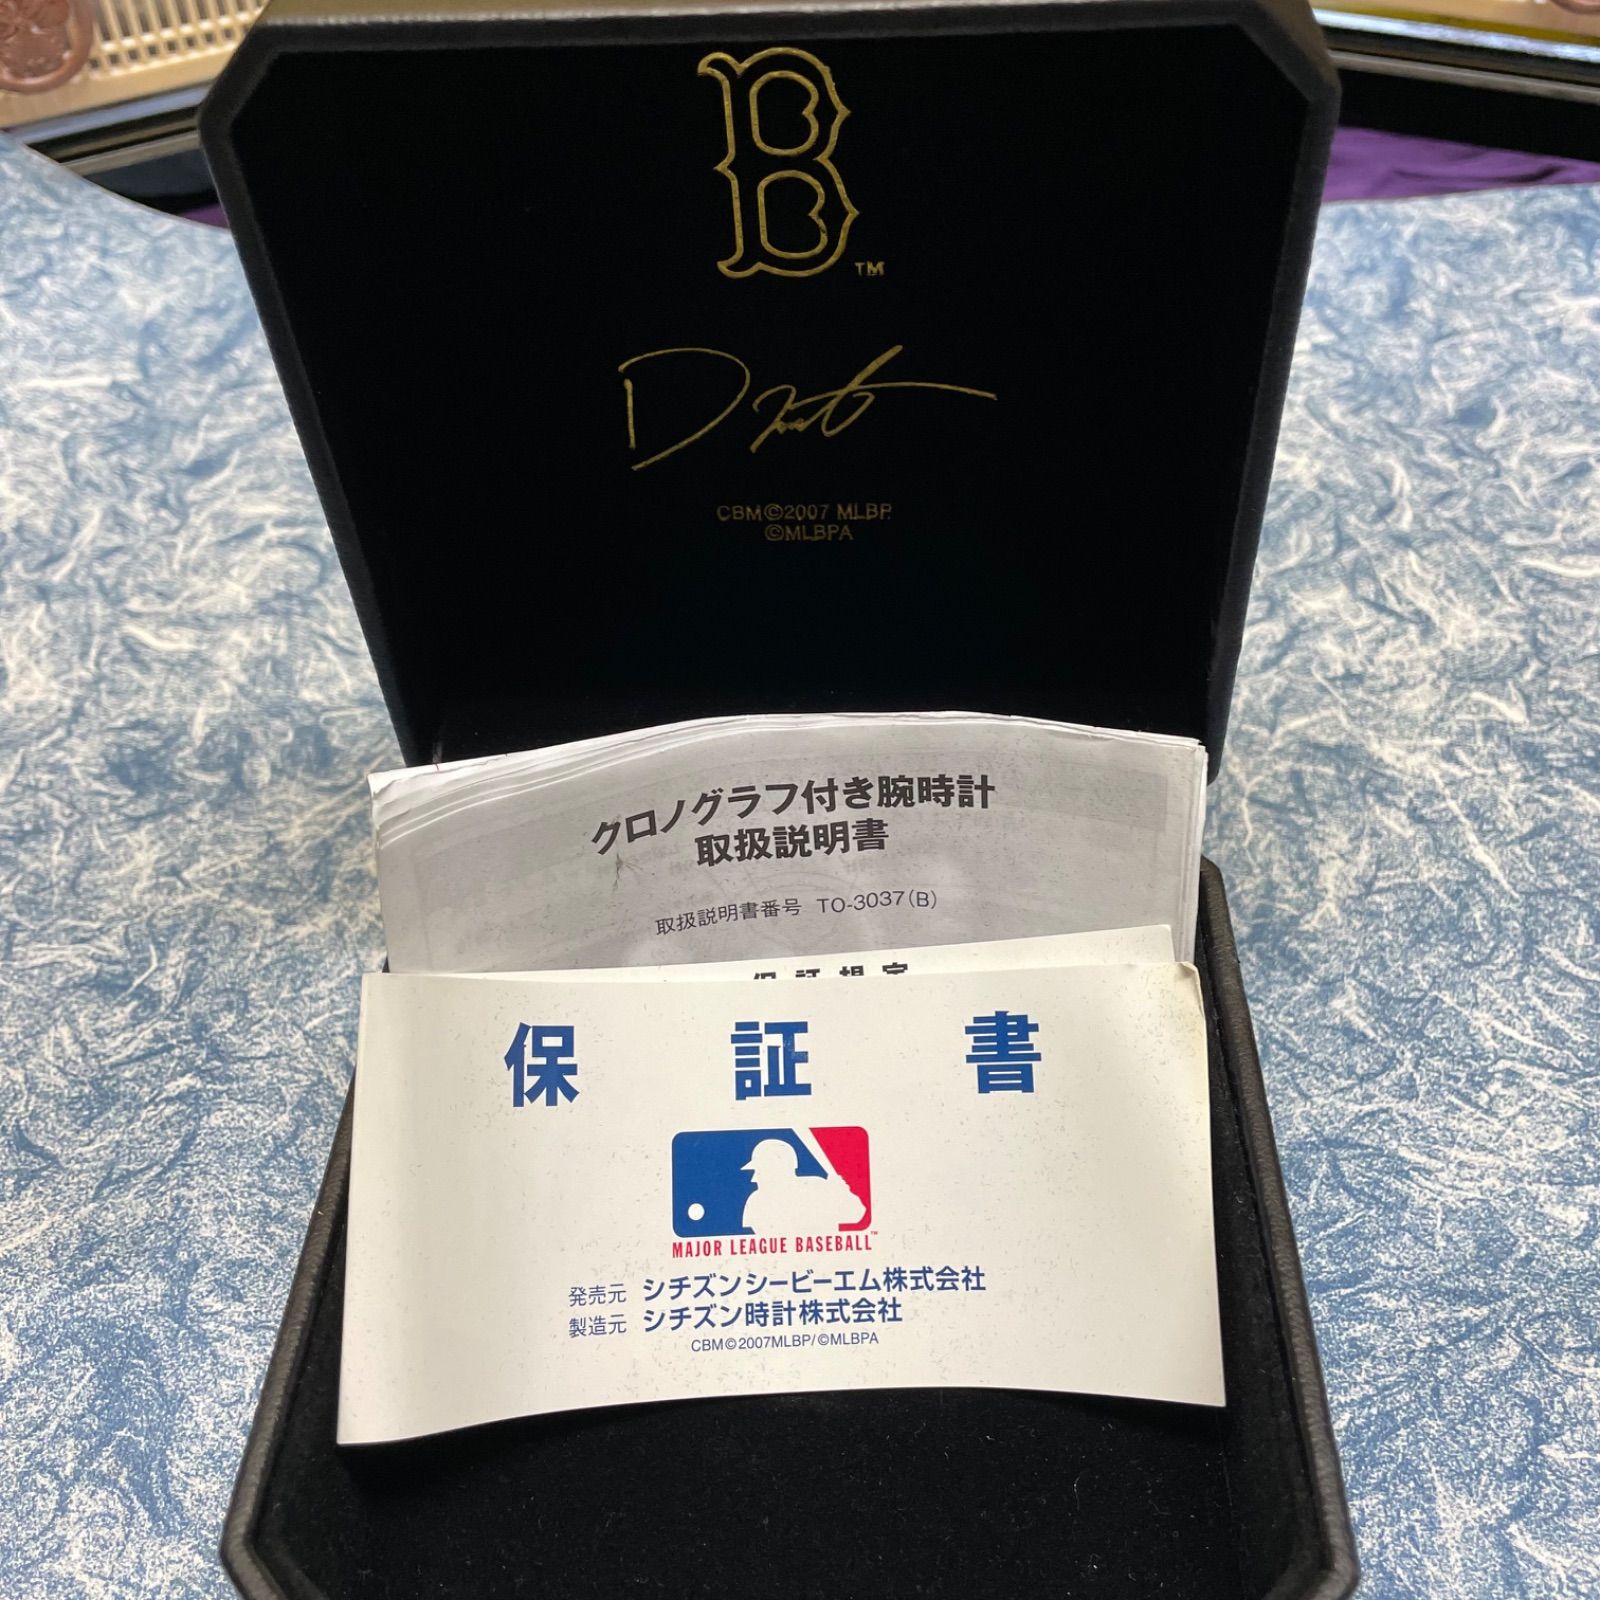 B™
CBM©2007 MLBP
©MLBPA
クロノグラフ付き腕時計
取扱説明書
取扱説明書番号 TO-3037(B)
保証書
MAJOR LEAGUE BASEBALL™
発売元 シチズンシービーエム株式会社
製造元 シチズン時計株式会社
CBM©2007MLBP/©MLBPA